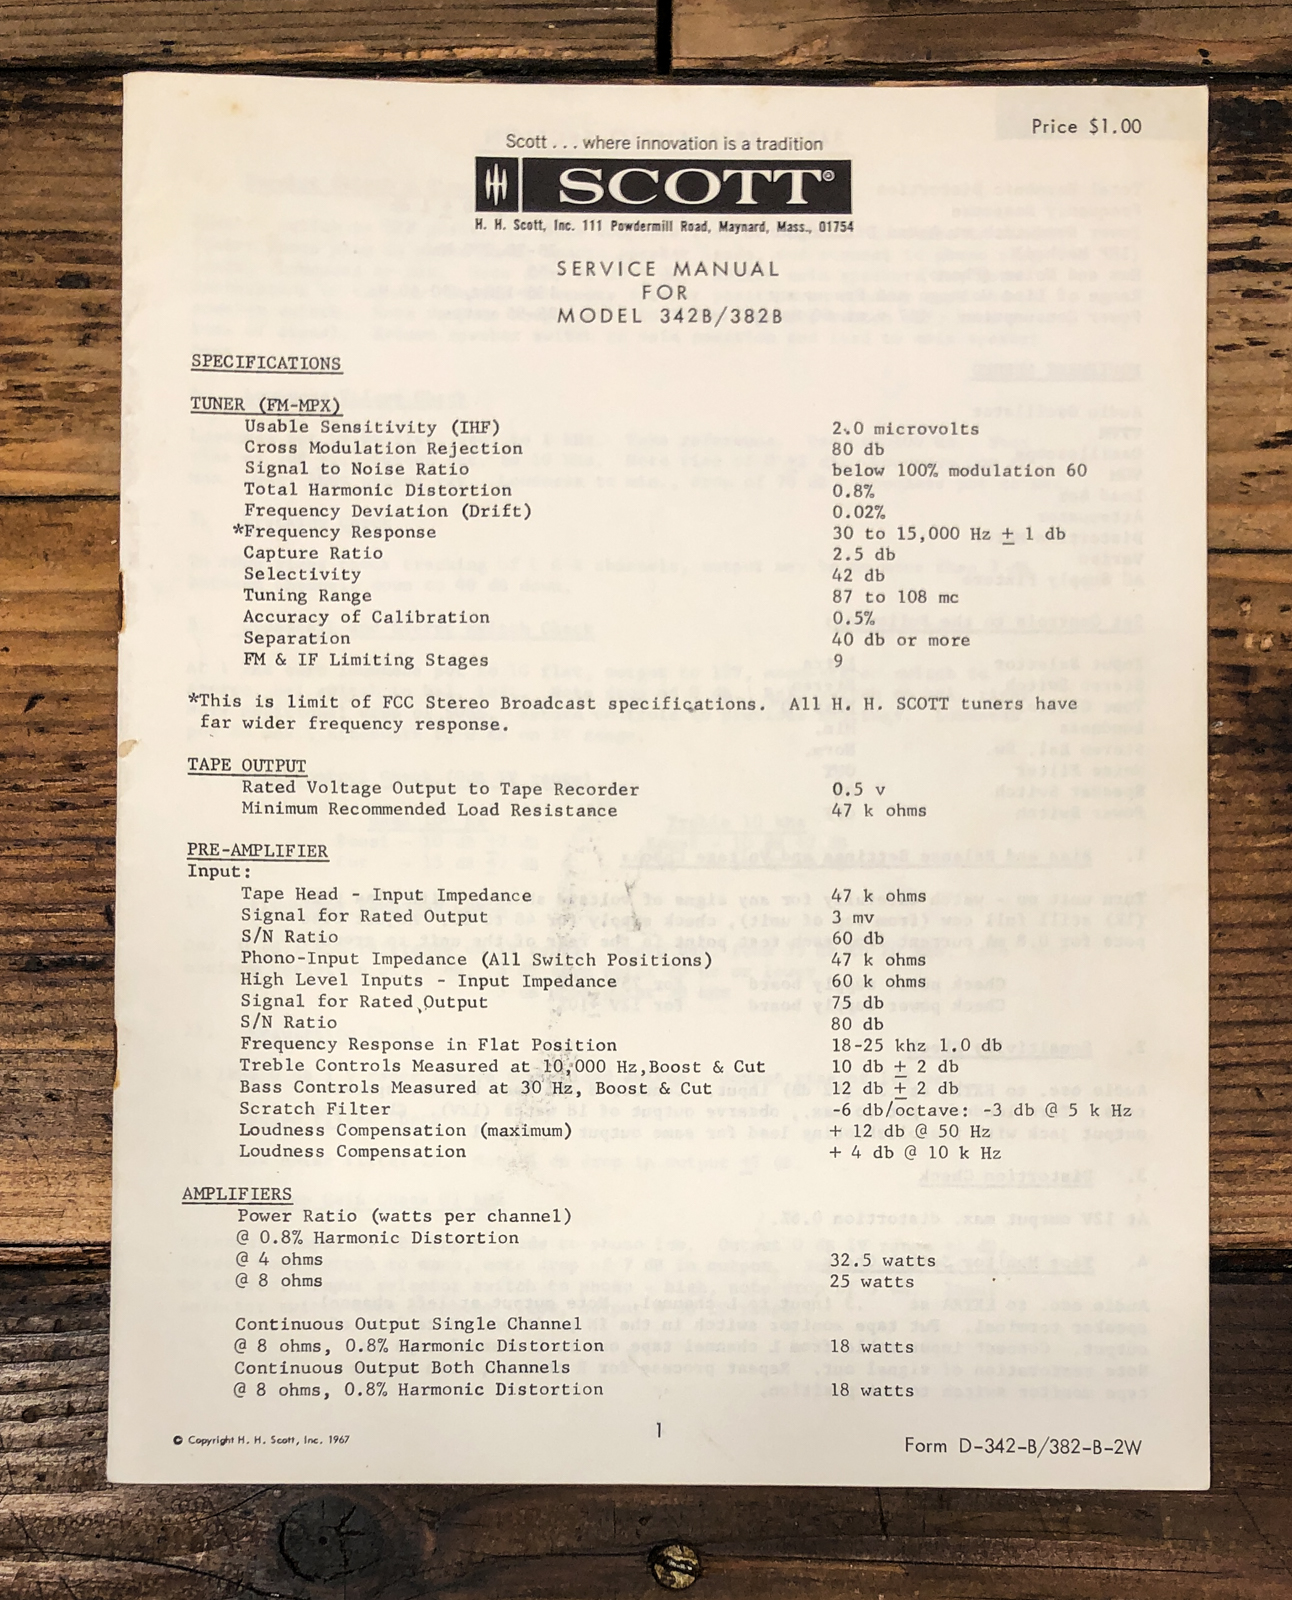 Price $1.00
Scott . . . where innovation is a tradition
SCOTT®
H. H. Scott, Inc. 111 Powdermill Road, Maynard, Mass., 01754
SERVICE MANUAL
FOR
MODEL 342B/382B
SPECIFICATIONS
TUNER (FM-MPX)
Usable Sensitivity (IHF) 2.0 microvolts
Cross Modulation Rejection 80 db
Signal to Noise Ratio below 100% modulation 60
Total Harmonic Distortion 0.8%
Frequency Deviation (Drift) 0.02%
*Frequency Response 30 to 15,000 Hz ± 1 db
Capture Ratio 2.5 db
Selectivity 42 db
Tuning Range 87 to 108 mc
Accuracy of Calibration 0.5%
Separation 40 db or more
FM & IF Limiting Stages 9
*This is limit of FCC Stereo Broadcast specifications. All H. H. SCOTT tuners have
far wider frequency response.
TAPE OUTPUT
Rated Voltage Output to Tape Recorder 0.5 v
Minimum Recommended Load Resistance 47 k ohms
PRE-AMPLIFIER
Input:
Tape Head - Input Impedance 47 k ohms
Signal for Rated Output 3 mv
S/N Ratio 60 db
Phono-Input Impedance (All Switch Positions) 47 k ohms
High Level Inputs - Input Impedance 60 k ohms
Signal for Rated Output 75 db
S/N Ratio 80 db
Frequency Response in Flat Position 18-25 khz 1.0 db
Treble Controls Measured at 10,000 Hz,Boost & Cut 10 db ± 2 db
Bass Controls Measured at 30 Hz, Boost & Cut 12 db ± 2 db
Scratch Filter -6 db/octave: -3 db @ 5 k Hz
Loudness Compensation (maximum) + 12 db @ 50 Hz
Loudness Compensation + 4 db @ 10 k Hz
AMPLIFIERS
Power Ratio (watts per channel)
@ 0.8% Harmonic Distortion
@ 4 ohms 32.5 watts
@ 8 ohms 25 watts
Continuous Output Single Channel
@ 8 ohms, 0.8% Harmonic Distortion 18 watts
Continuous Output Both Channels
@ 8 ohms, 0.8% Harmonic Distortion 18 watts
1
© Copyright H. H. Scott, Inc. 1967
Form D-342-B/382-B-2W